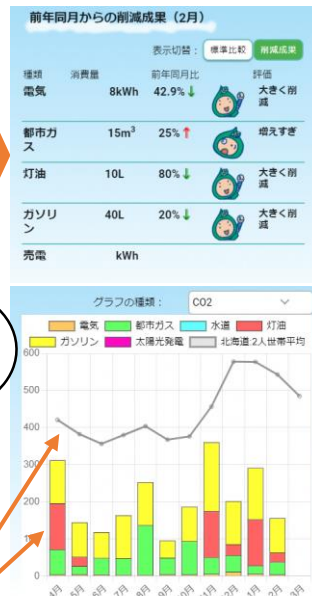 前年同月からの削減成果（2月）
表示切替： 標準比較 削減成果
種類 消費量 前年同月比 評価
電気 8kWh 42.9%↓ 大きく削
減
都市ガ 15m³ 25%↑ 増えすぎ
ス
灯油 10L 80%↓ 大きく削
減
ガソリ 40L 20%↓ 大きく削
ン 減
売電 kWh
グラフの種類： CO2
電気 都市ガス 水道 灯油
ガソリン 太陽光発電 北海道 2人世帯平均
600
500
400
300
200
100
0
4月 5月 6月 7月 8月 9月 10月 11月 12月 1月 2月 3月